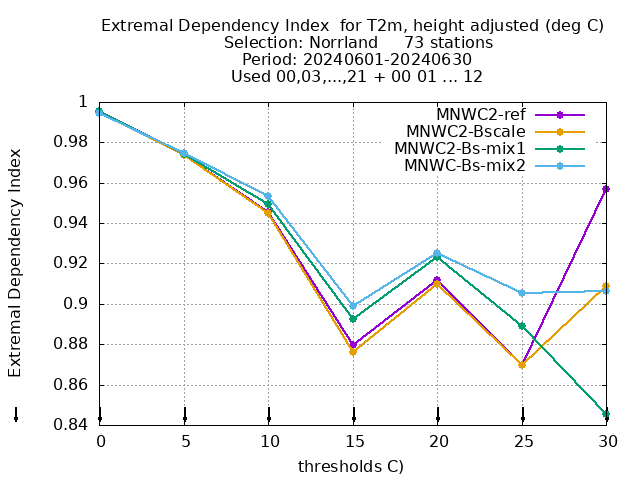 Extremal Dependency Index  for T2m, height adjusted (deg C)
Selection: Norrland     73 stations
Period: 20240601-20240630
Used 00,03,...,21 + 00 01 ... 12
Extremal Dependency Index
1
0.98
0.96
0.94
0.92
0.9
0.88
0.86
0.84
MNWC2-ref
MNWC2-Bscale
MNWC2-Bs-mix1
MNWC-Bs-mix2
0 5 10 15 20 25 30
thresholds C)